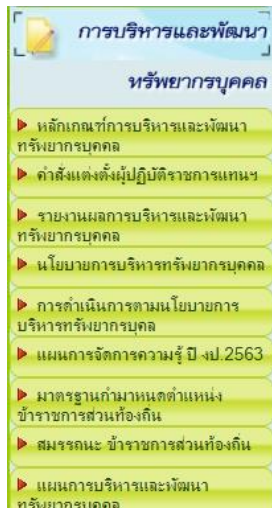 การบริหารและพัฒนา
ทรัพยากรบุคคล
หลักเกณฑ์การบริหารและพัฒนา
ทรัพยากรบุคคล
คำสั่งแต่งตั้งผู้ปฏิบัติราชการแทนฯ
รายงานผลการบริหารและพัฒนา
ทรัพยากรบุคคล
นโยบายการบริหารทรัพยากรบุคคล
การดำเนินการตามนโยบายการ
บริหารทรัพยากรบุคคล
แผนการจัดการความรู้ ปี งป.2563
มาตรฐานกำมาหนดตำแหน่ง
ข้าราชการส่วนท้องถิ่น
สมรรถนะ ข้าราชการส่วนท้องถิ่น
แผนการบริหารและพัฒนา
ทรัพยากรบุคคล